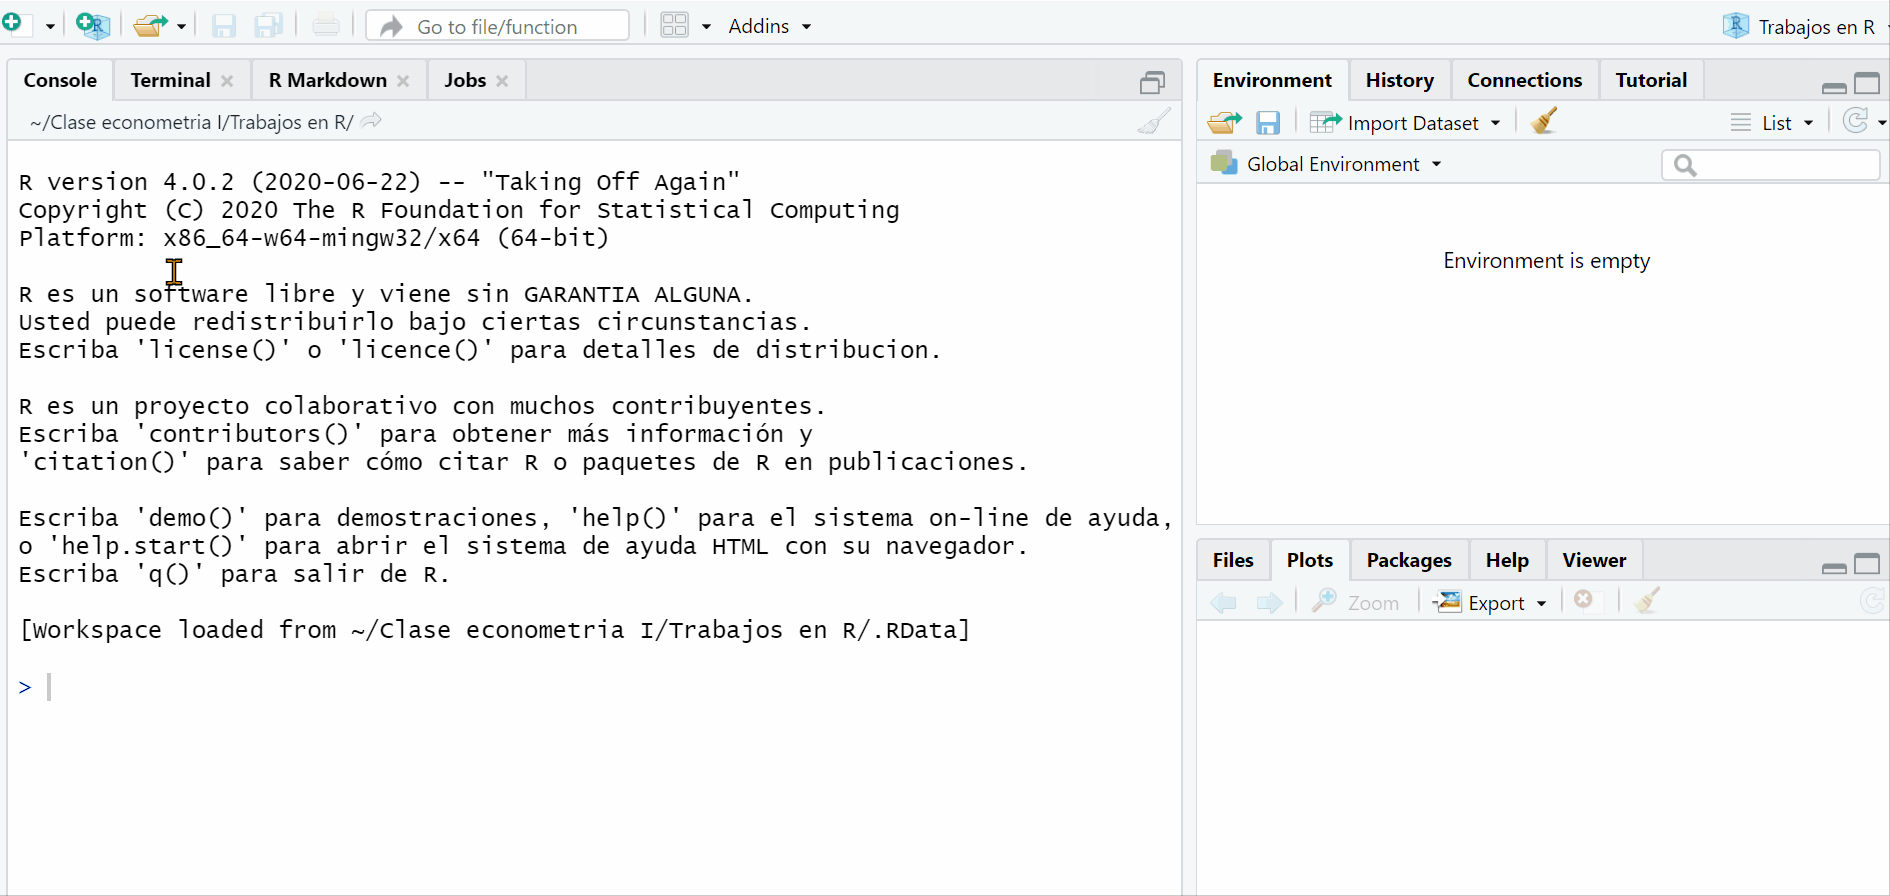 Go to file/function
Addins
Trabajos en R
Console
Terminal
R Markdown
Jobs
~/Clase econometria I/Trabajos en R/
R version 4.0.2 (2020-06-22) -- "Taking Off Again"
Copyright (C) 2020 The R Foundation for Statistical Computing
Platform: x86_64-w64-mingw32/x64 (64-bit)
R es un software libre y viene sin GARANTIA ALGUNA.
Usted puede redistribuirlo bajo ciertas circunstancias.
Escriba 'license()' o 'licence()' para detalles de distribucion.
R es un proyecto colaborativo con muchos contribuyentes.
Escriba 'contributors()' para obtener más información y
'citation()' para saber cómo citar R o paquetes de R en publicaciones.
Escriba 'demo()' para demostraciones, 'help()' para el sistema on-line de ayuda,
o 'help.start()' para abrir el sistema de ayuda HTML con su navegador.
Escriba 'q()' para salir de R.
[Workspace loaded from ~/Clase econometria I/Trabajos en R/.RData]
>
Environment
History
Connections
Tutorial
Import Dataset
List
Global Environment
Environment is empty
Files
Plots
Packages
Help
Viewer
Zoom
Export